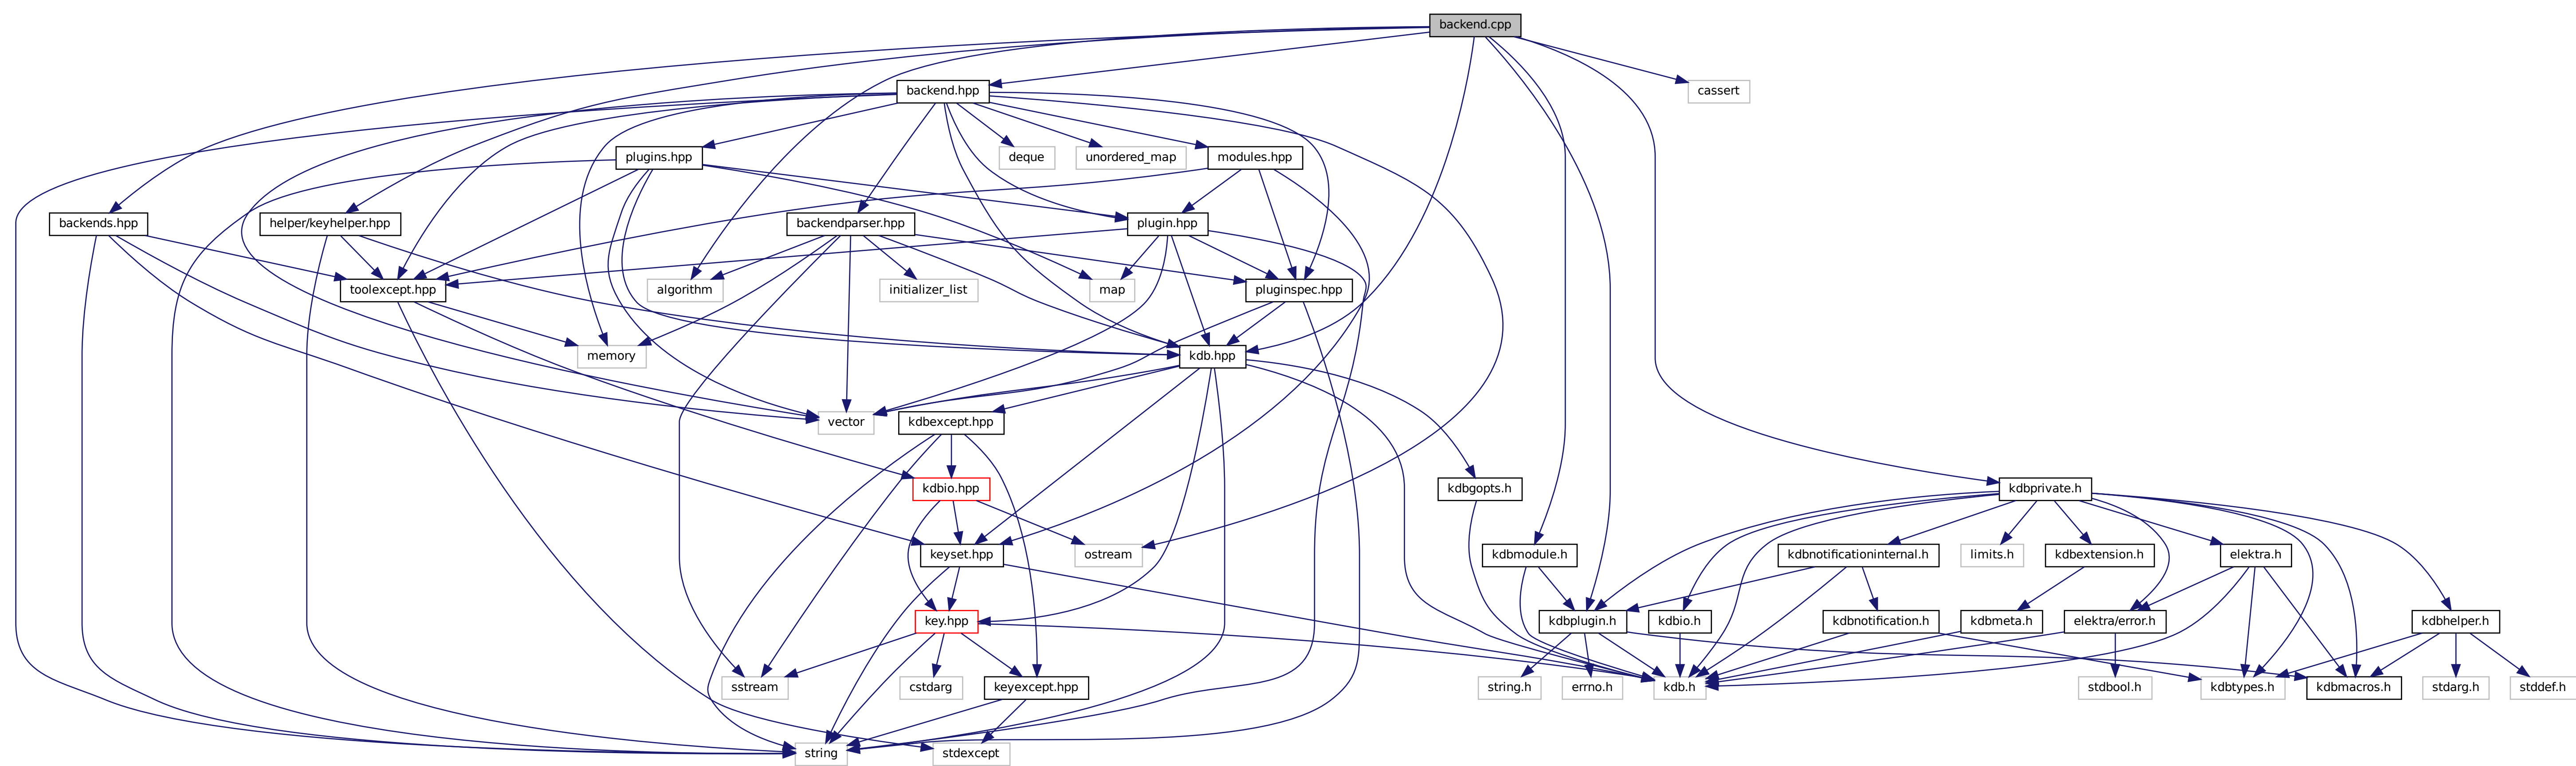 backend.cpp
backend.hpp
cassert
plugins.hpp
deque
unordered_map
modules.hpp
backends.hpp
helper/keyhelper.hpp
backendparser.hpp
plugin.hpp
toolexcept.hpp
algorithm
initializer_list
map
pluginspec.hpp
memory
kdb.hpp
vector
kdbexcept.hpp
kdbio.hpp
kdbgopts.h
kdbprivate.h
keyset.hpp
ostream
kdbmodule.h
kdbnotificationinternal.h
limits.h
kdbextension.h
elektra.h
key.hpp
kdbplugin.h
kdbio.h
kdbnotification.h
kdbmeta.h
elektra/error.h
kdbhelper.h
sstream
cstdarg
keyexcept.hpp
string.h
errno.h
kdb.h
stdbool.h
kdbtypes.h
kdbmacros.h
stdarg.h
stddef.h
string
stdexcept